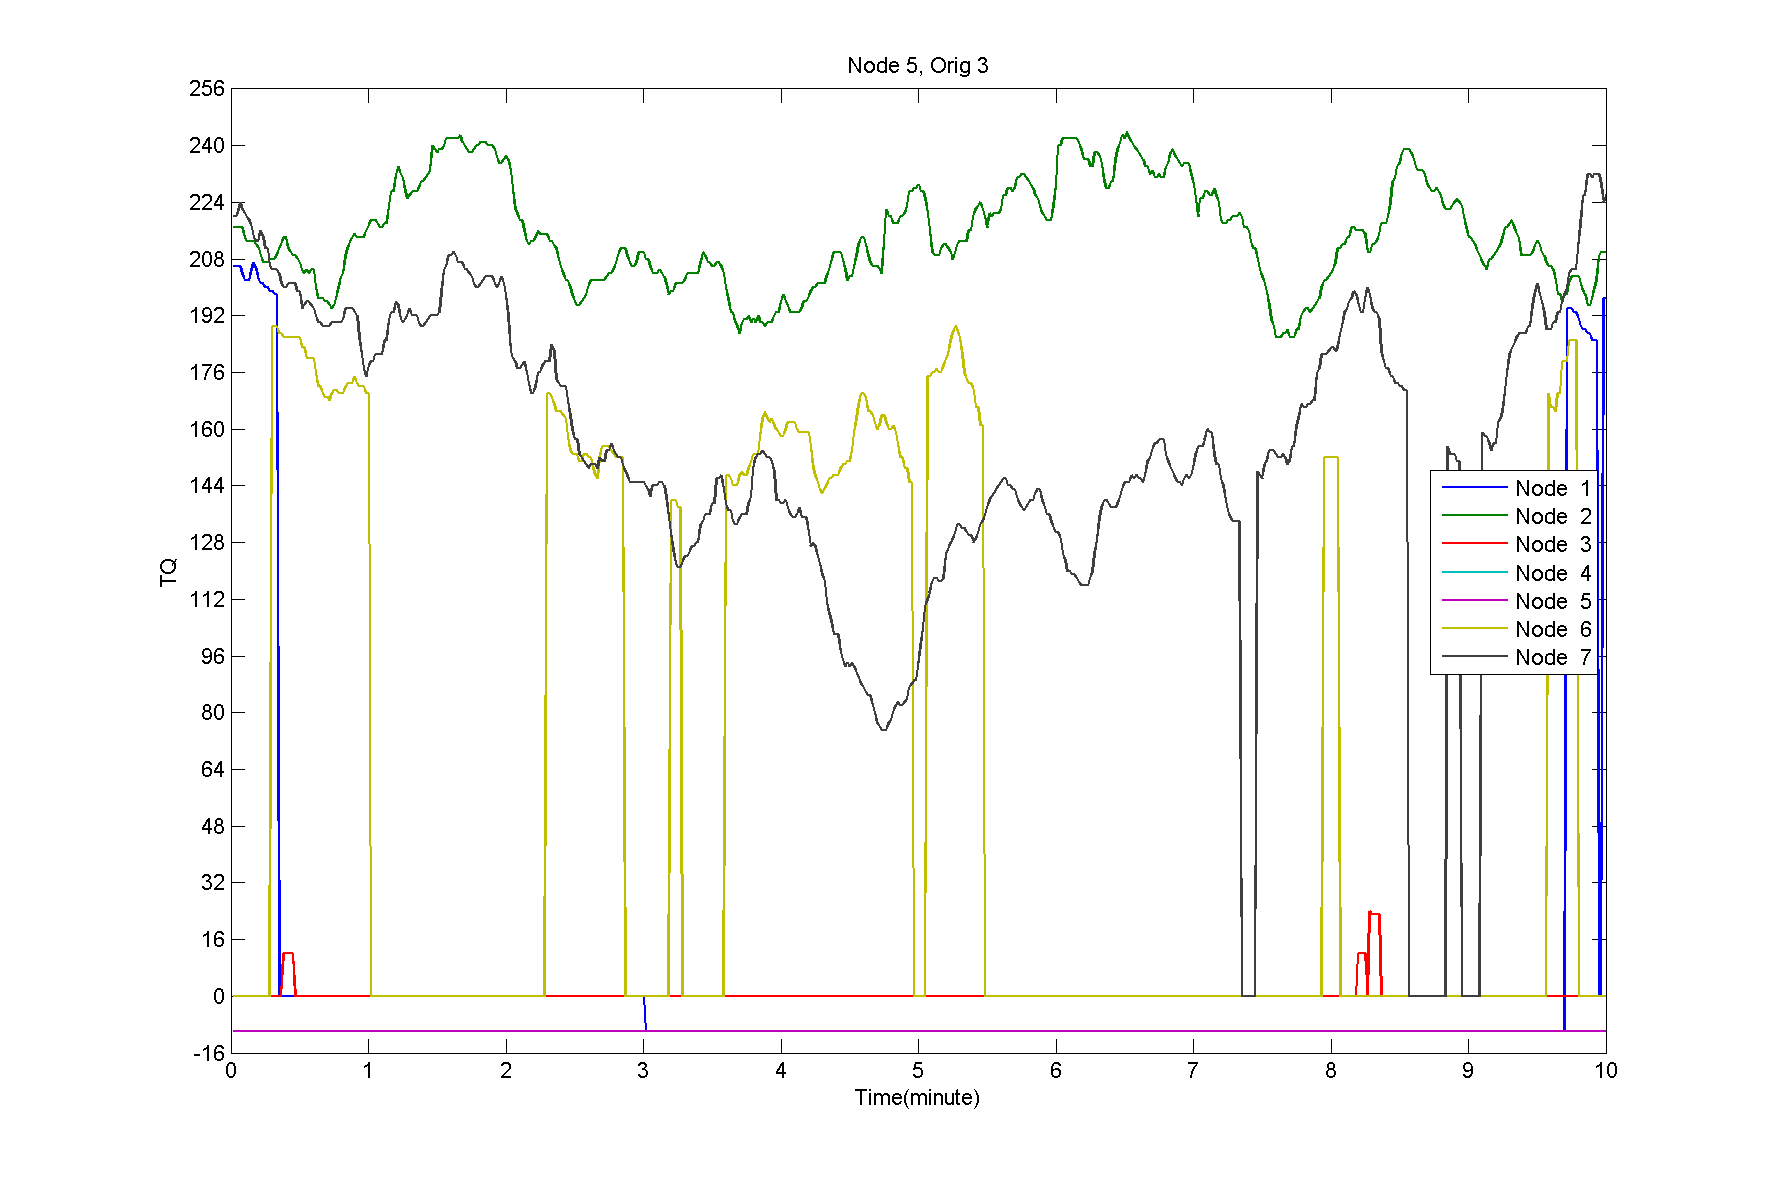 Node 5, Orig 3
256
240
224
208
192
176
160
144
128
112
96
80
64
48
32
16
0
-16
TQ
0 1 2 3 4 5 6 7 8 9 10
Time(minute)
Node 1
Node 2
Node 3
Node 4
Node 5
Node 6
Node 7